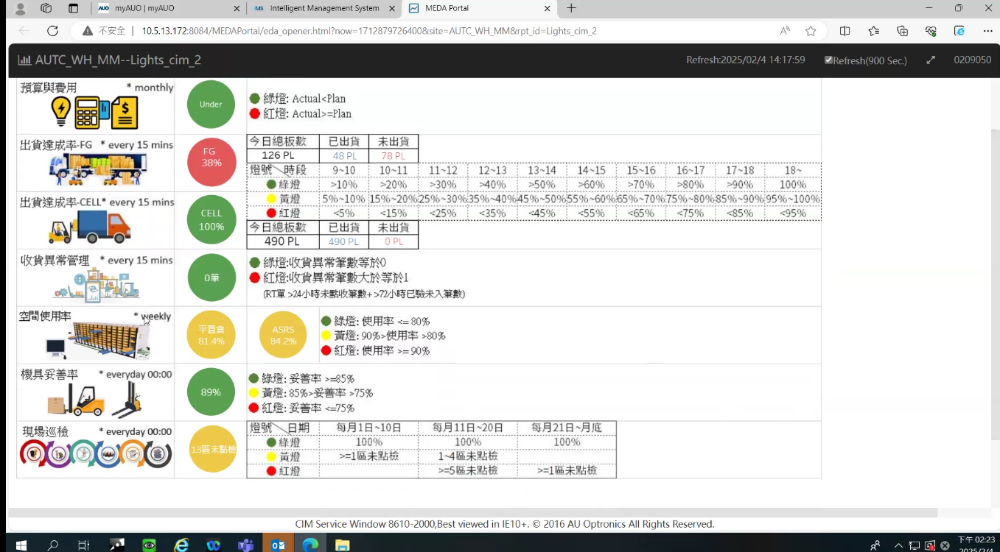 myAUO | myAUO
Intelligent Management System
MEDA Portal
不安全 | 10.5.13.172:8084/MEDAPortal/eda_opener.html?now=1712879726400&site=AUTC_WH_MM&rpt_id=Lights_cim_2
AUTC_WH_MM--Lights_cim_2
Refresh:2025/02/4 14:17:59
Refresh(900 Sec.)
0209050
預算與費用 * monthly
Under
綠燈: Actual<Plan
紅燈: Actual>=Plan
出貨達成率-FG * every 15 mins
FG
38%
今日總板數 已出貨 未出貨
126 PL 48 PL 78 PL
燈號 時段 9~10 10~11 11~12 12~13 13~14 14~15 15~16 16~17 17~18 18~
綠燈 >10% >20% >30% >40% >50% >60% >70% >80% >90% 100%
黃燈 5%~10% 15%~20% 25%~30% 35%~40% 45%~50% 55%~60% 65%~70% 75%~80% 85%~90% 95%~100%
紅燈 <5% <15% <25% <35% <45% <55% <65% <75% <85% <95%
出貨達成率-CELL* every 15 mins
CELL
100%
今日總板數 已出貨 未出貨
490 PL 490 PL 0 PL
收貨異常管理 * every 15 mins
0筆
綠燈:收貨異常筆數等於0
紅燈:收貨異常筆數大於等於1
(RT單 >24小時未點收筆數+ >72小時已驗未入筆數)
空間使用率 * weekly
平置倉
81.4%
ASRS
84.2%
綠燈: 使用率 <= 80%
黃燈: 90%>使用率 >80%
紅燈: 使用率 >= 90%
機具妥善率 * everyday 00:00
89%
綠燈: 妥善率 >=85%
黃燈: 85%>妥善率 >75%
紅燈: 妥善率 <=75%
現場巡檢 * everyday 00:00
13區未點檢
燈號 日期 每月1日~10日 每月11日~20日 每月21日~月底
綠燈 100% 100% 100%
黃燈 >=1區未點檢 1~4區未點檢
紅燈 >=5區未點檢 >=1區未點檢
CIM Service Window 8610-2000,Best viewed in IE10+. © 2016 AU Optronics All Rights Reserved.
下午 02:23
2025/2/4